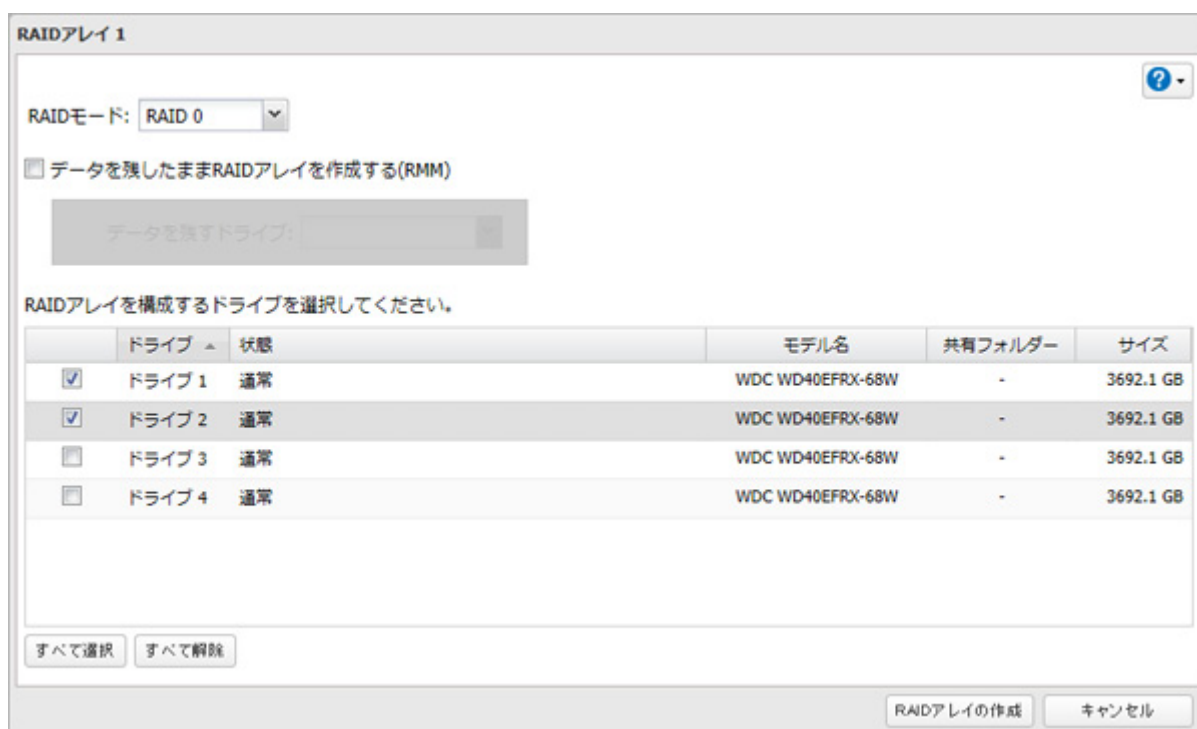 RAIDアレイ 1
RAIDモード: RAID 0
データを残したままRAIDアレイを作成する(RMM)
データを残すドライブ:
RAIDアレイを構成するドライブを選択してください。
ドライブ 状態 モデル名 共有フォルダー サイズ
ドライブ 1 通常 WDC WD40EFRX-68W - 3692.1 GB
ドライブ 2 通常 WDC WD40EFRX-68W - 3692.1 GB
ドライブ 3 通常 WDC WD40EFRX-68W - 3692.1 GB
ドライブ 4 通常 WDC WD40EFRX-68W - 3692.1 GB
すべて選択 すべて解除
RAIDアレイの作成 キャンセル